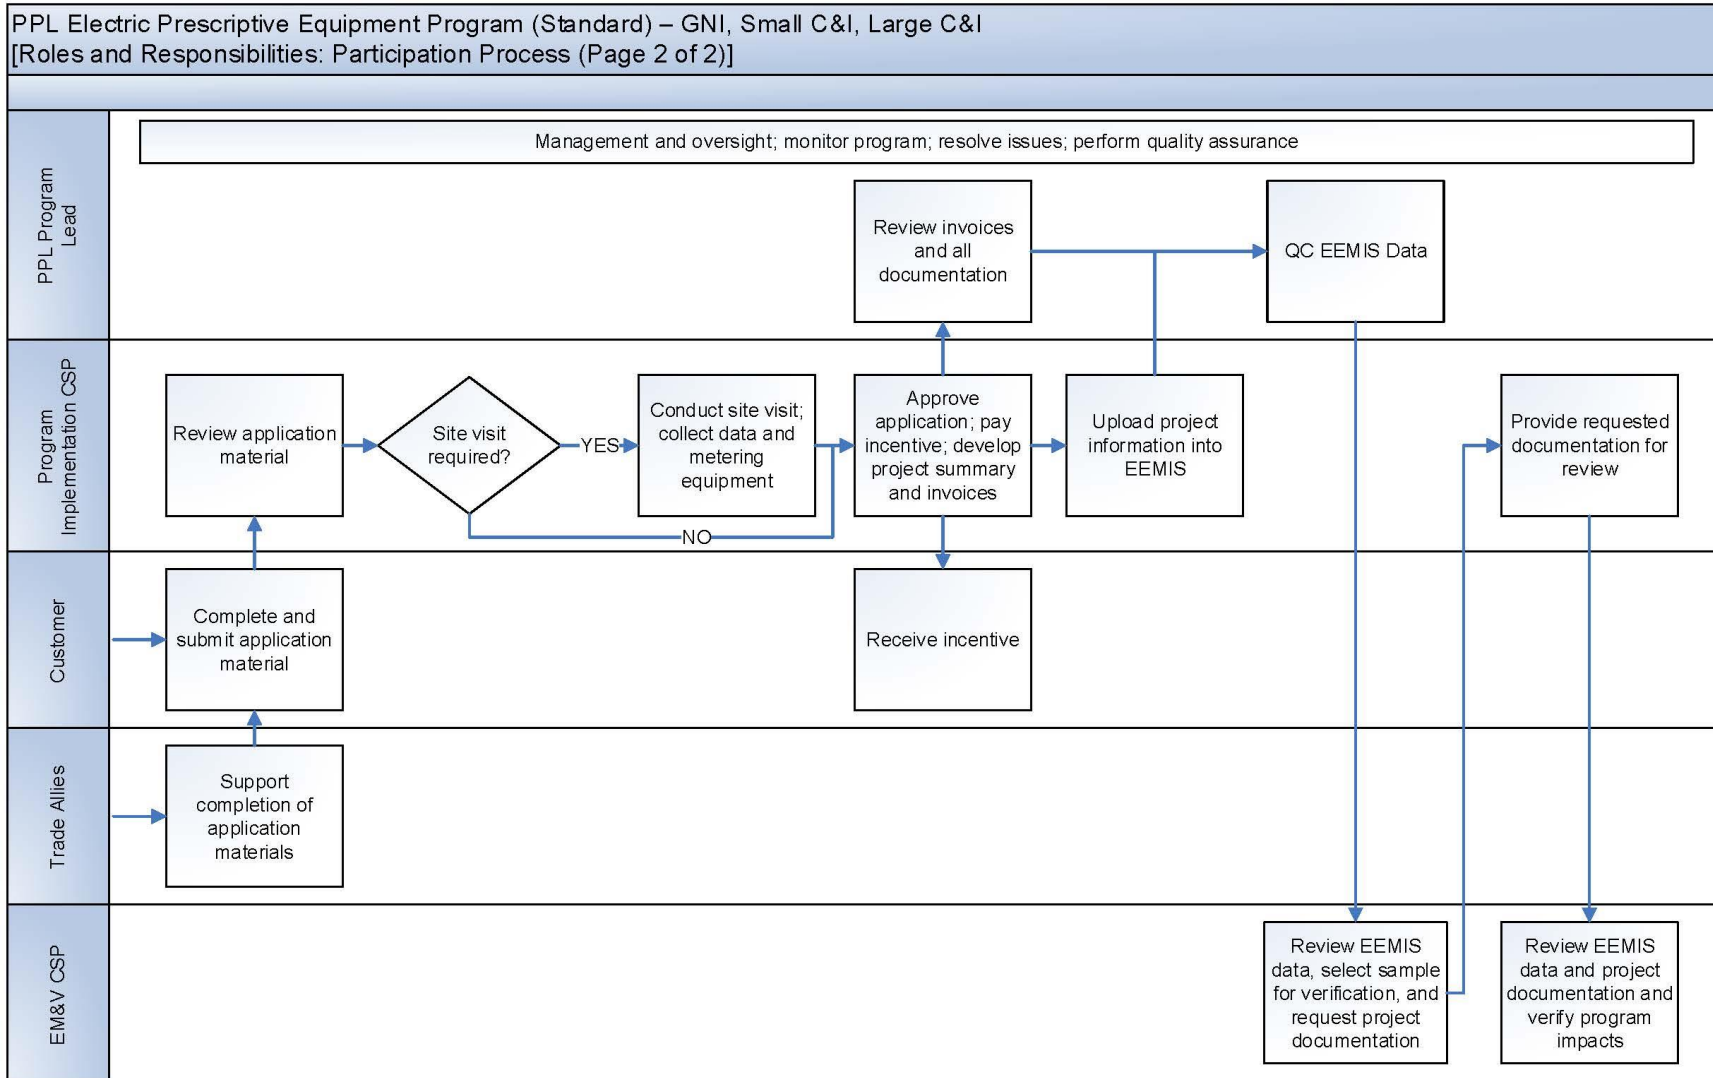 PPL Electric Prescriptive Equipment Program (Standard) – GNI, Small C&I, Large C&I
[Roles and Responsibilities: Participation Process (Page 2 of 2)]
PPL Program
Lead
Management and oversight; monitor program; resolve issues; perform quality assurance
Review invoices
and all
documentation
QC EEMIS Data
Program
Implementation CSP
Review application
material
Site visit
required?
YES
NO
Conduct site visit;
collect data and
metering
equipment
Approve
application; pay
incentive; develop
project summary
and invoices
Upload project
information into
EEMIS
Provide requested
documentation for
review
Customer
Complete and
submit application
material
Receive incentive
Trade Allies
Support
completion of
application
materials
EM&V CSP
Review EEMIS
data, select sample
for verification, and
request project
documentation
Review EEMIS
data and project
documentation and
verify program
impacts